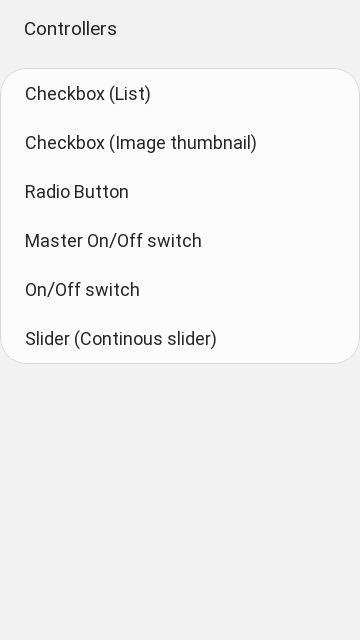 Controllers
Checkbox (List)
Checkbox (Image thumbnail)
Radio Button
Master On/Off switch
On/Off switch
Slider (Continous slider)